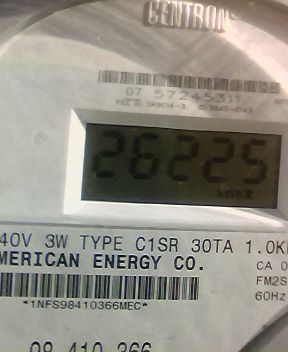 CENTRON
07 57245311
26225
kWhR
40V 3W TYPE C1SR 30TA 1.0K
MERICAN ENERGY CO.
CA 0
FM2S
60Hz
*1NFS98410366MEC*
98 410 366